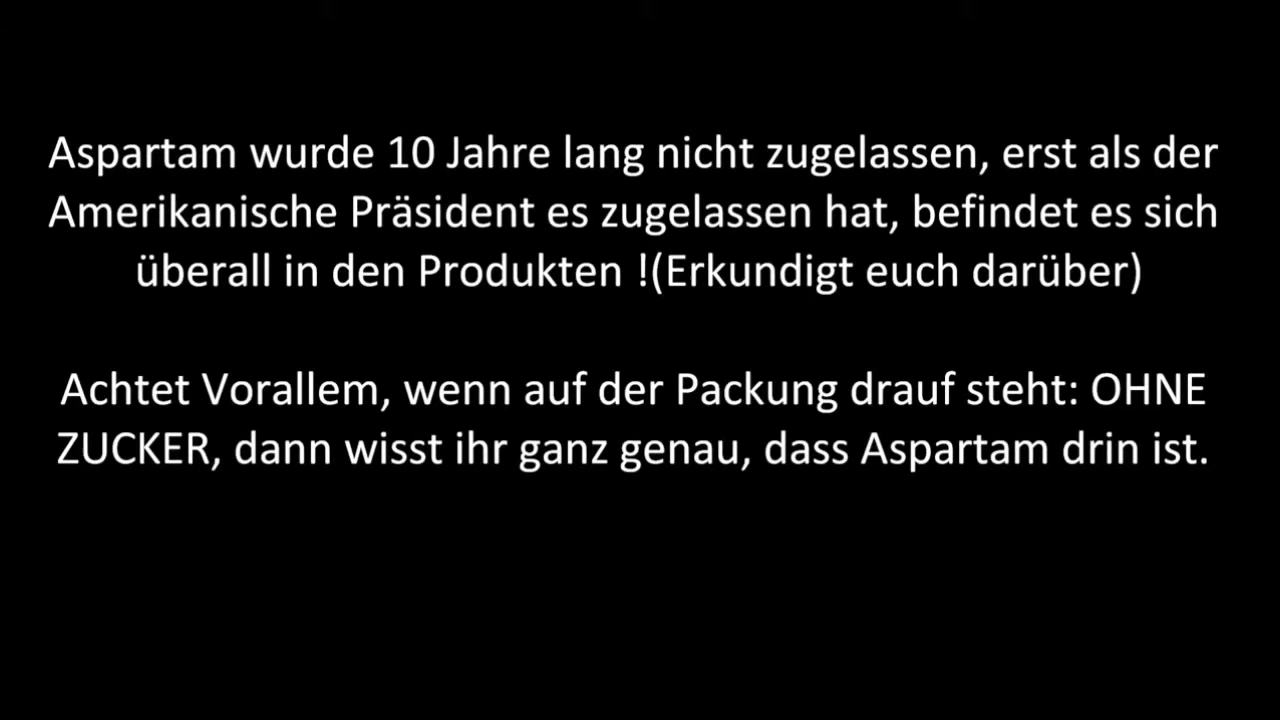 Aspartam wurde 10 Jahre lang nicht zugelassen, erst als der
Amerikanische Präsident es zugelassen hat, befindet es sich
überall in den Produkten !(Erkundigt euch darüber)
Achtet Vorallem, wenn auf der Packung drauf steht: OHNE
ZUCKER, dann wisst ihr ganz genau, dass Aspartam drin ist.